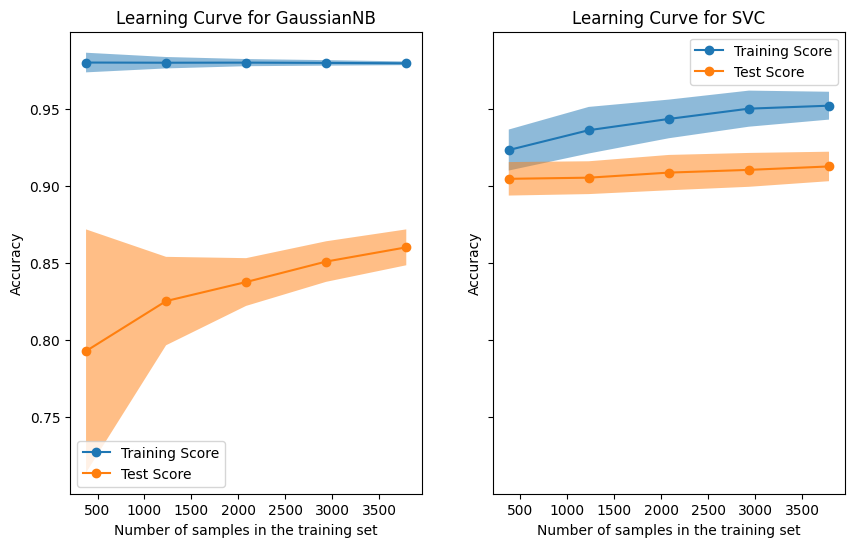 Learning Curve for GaussianNB
Accuracy
0.95
0.90
0.85
0.80
0.75
Training Score
Test Score
500 1000 1500 2000 2500 3000 3500
Number of samples in the training set
Learning Curve for SVC
Accuracy
Training Score
Test Score
500 1000 1500 2000 2500 3000 3500
Number of samples in the training set